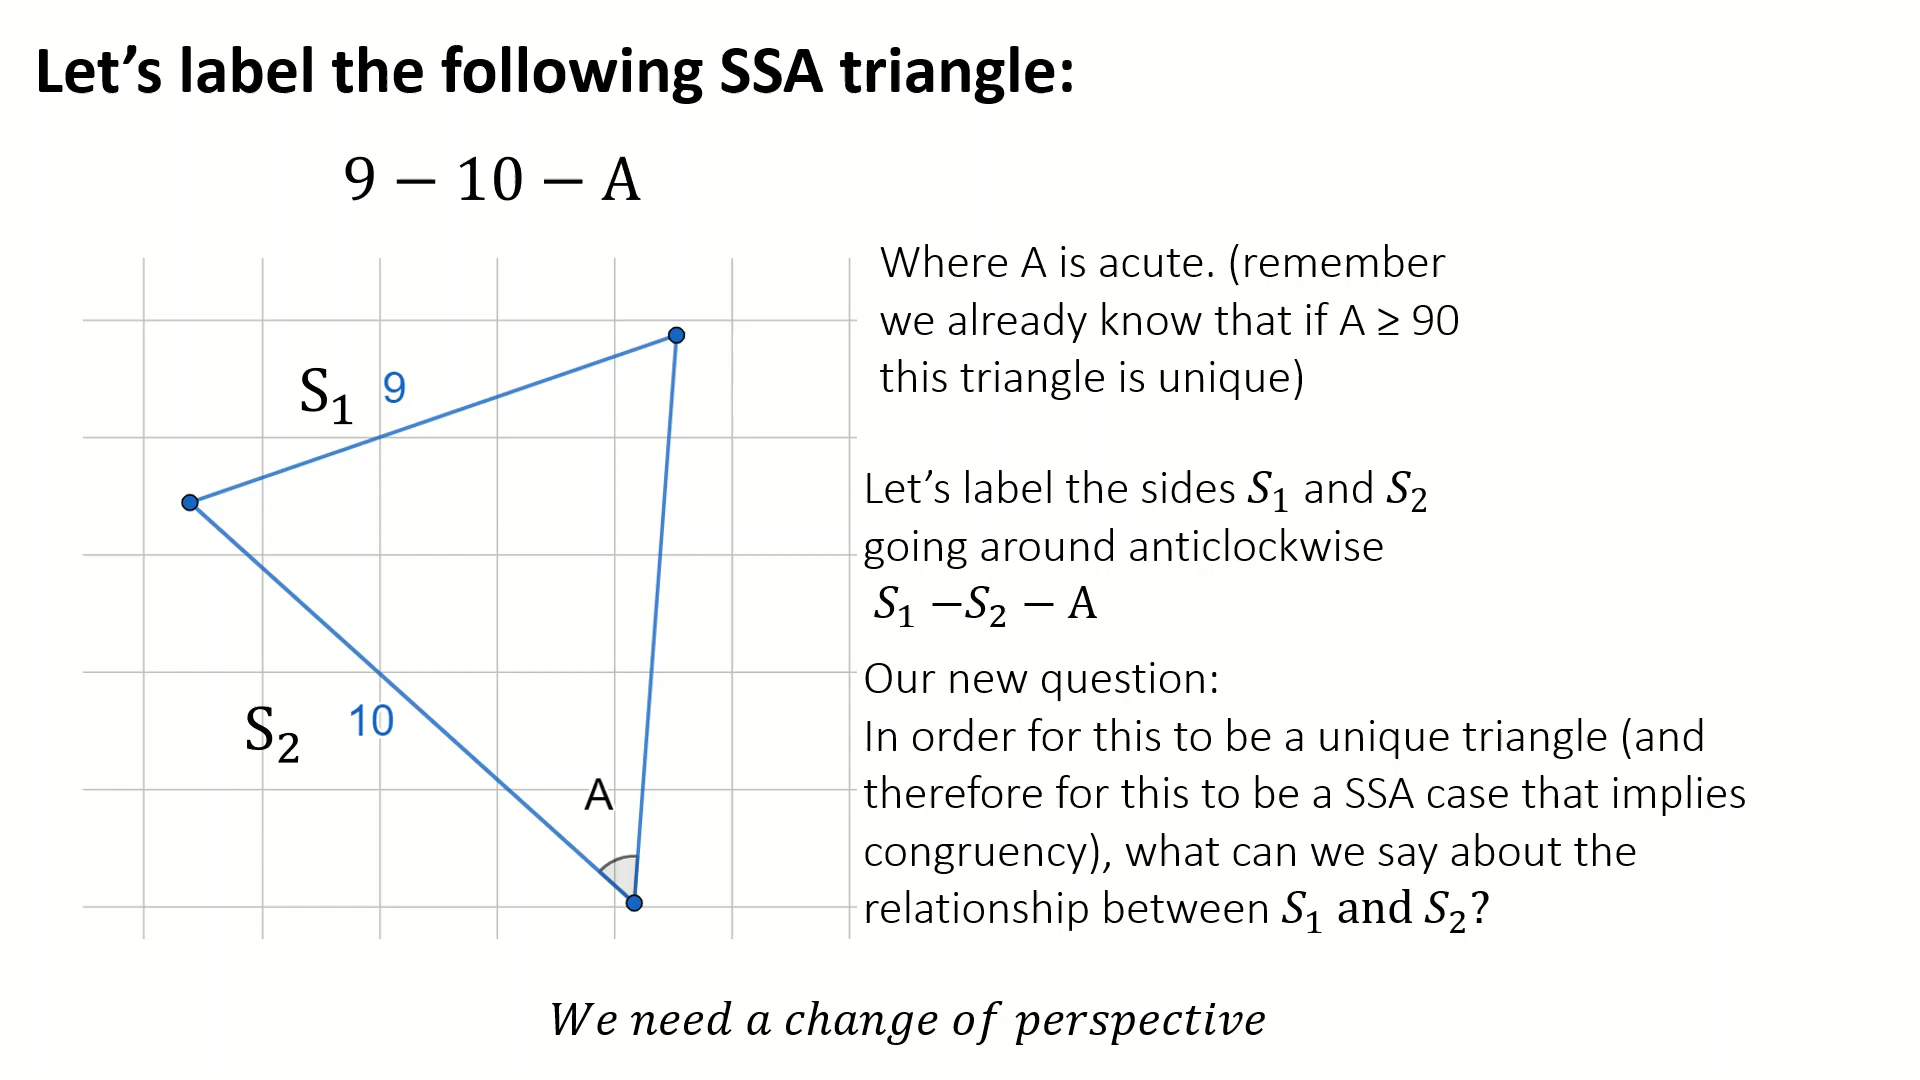 Let’s label the following SSA triangle:
9 − 10 − A
Where A is acute. (remember
we already know that if A ≥ 90
this triangle is unique)
S₁ 9
Let’s label the sides S₁ and S₂
going around anticlockwise
S₁ −S₂ − A
Our new question:
In order for this to be a unique triangle (and
therefore for this to be a SSA case that implies
congruency), what can we say about the
relationship between S₁ and S₂?
S₂ 10
A
We need a change of perspective